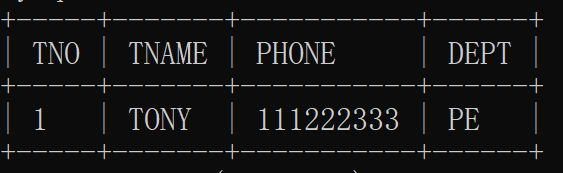 TNO TNAME PHONE DEPT
1 TONY 111222333 PE